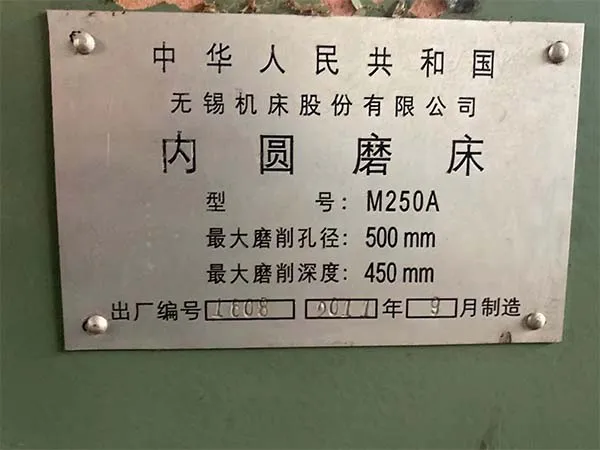 中华人民共和国
无锡机床股份有限公司
内圆磨床
型 号：M250A
最大磨削孔径：500 mm
最大磨削深度：450 mm
出厂编号 1608 2011 年 9 月制造